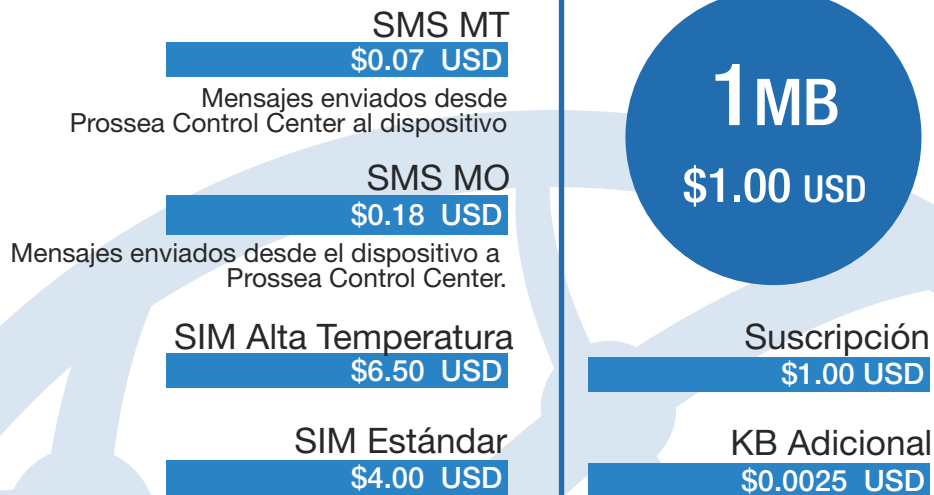 SMS MT
$0.07 USD
Mensajes enviados desde
Prossea Control Center al dispositivo
SMS MO
$0.18 USD
Mensajes enviados desde el dispositivo a
Prossea Control Center.
SIM Alta Temperatura
$6.50 USD
SIM Estándar
$4.00 USD
1MB
$1.00 USD
Suscripción
$1.00 USD
KB Adicional
$0.0025 USD